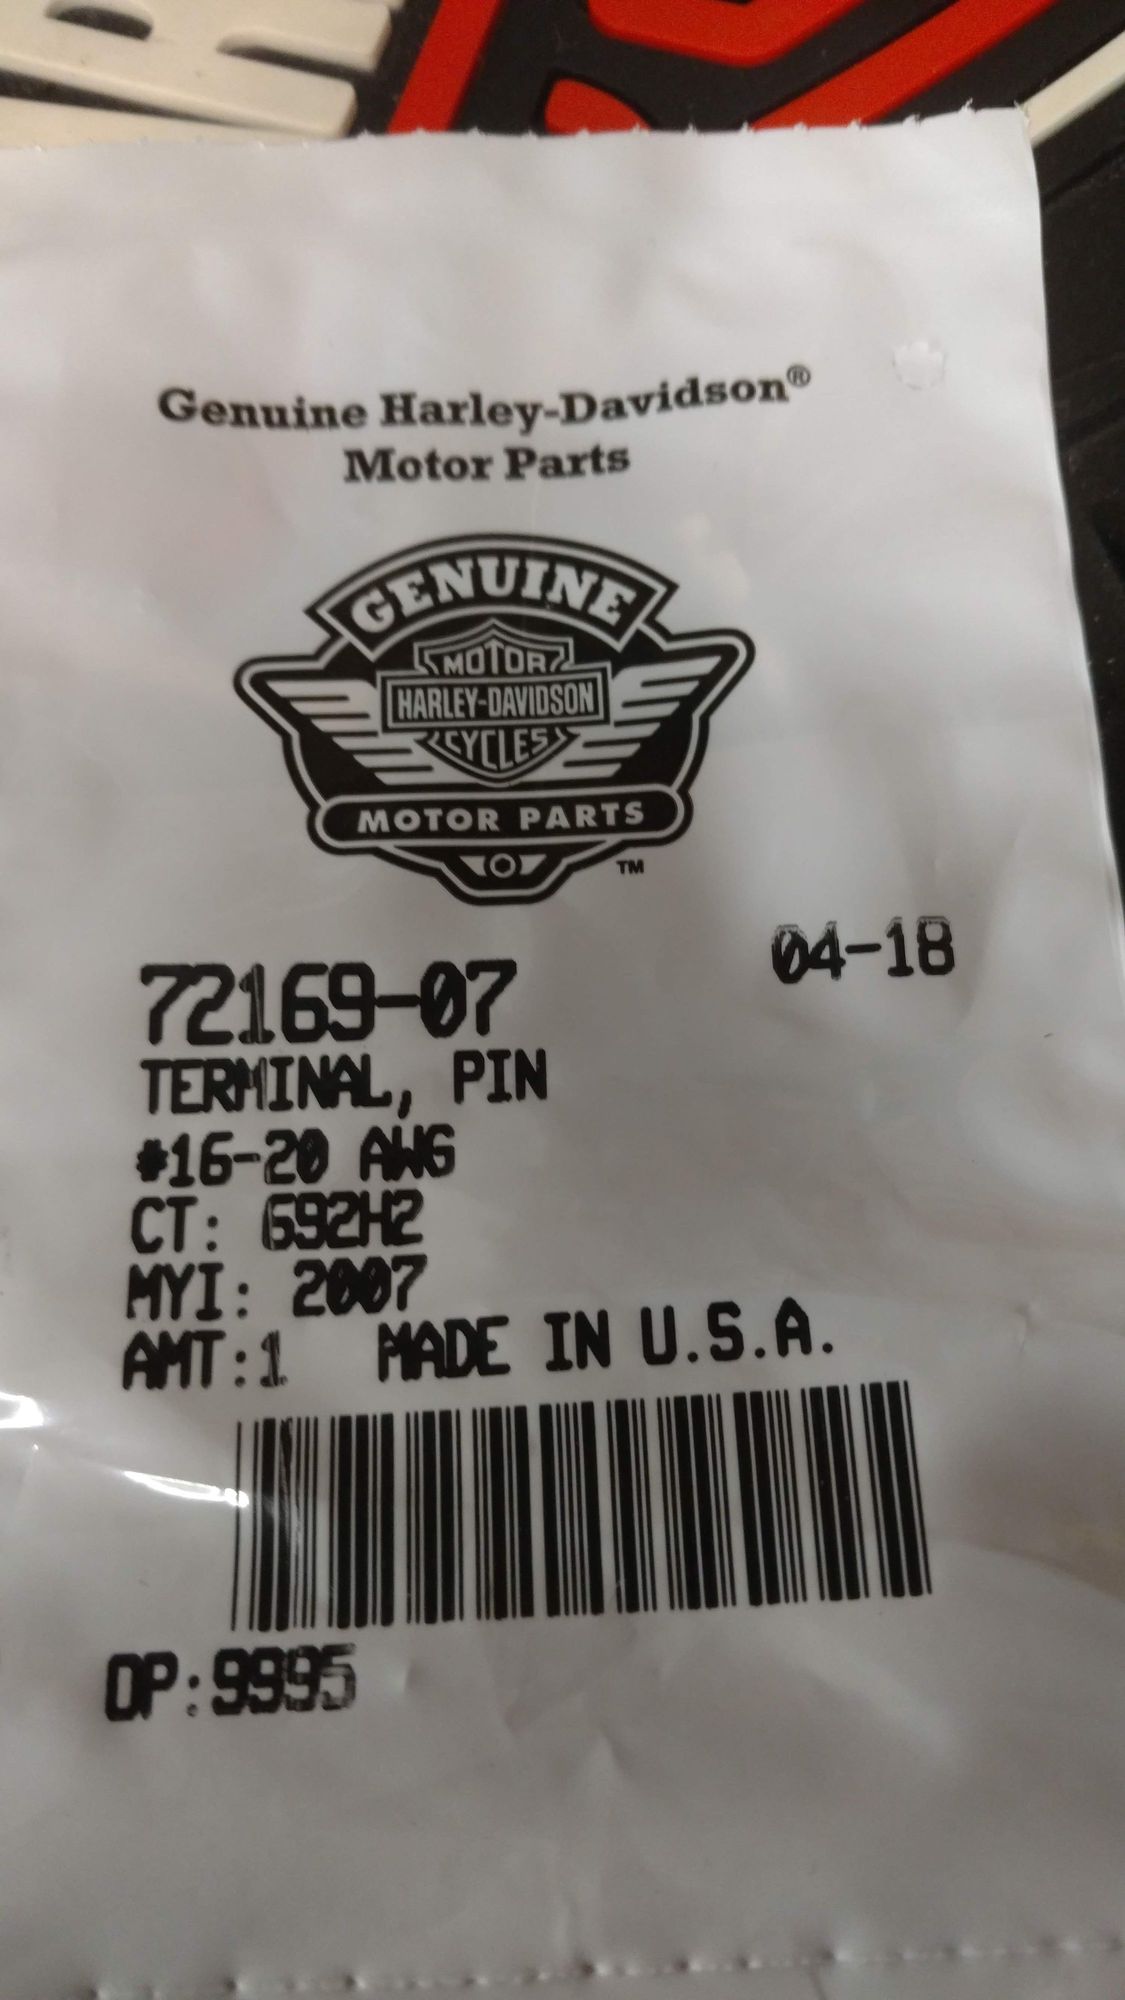 Genuine Harley-Davidson®
Motor Parts
GENUINE
MOTOR
HARLEY-DAVIDSON
CYCLES
MOTOR PARTS
TM
04-18
72169-07
TERMINAL, PIN
#16-20 AWG
CT: 692H2
MYI: 2007
AMT:1 MADE IN U.S.A.
OP:9995